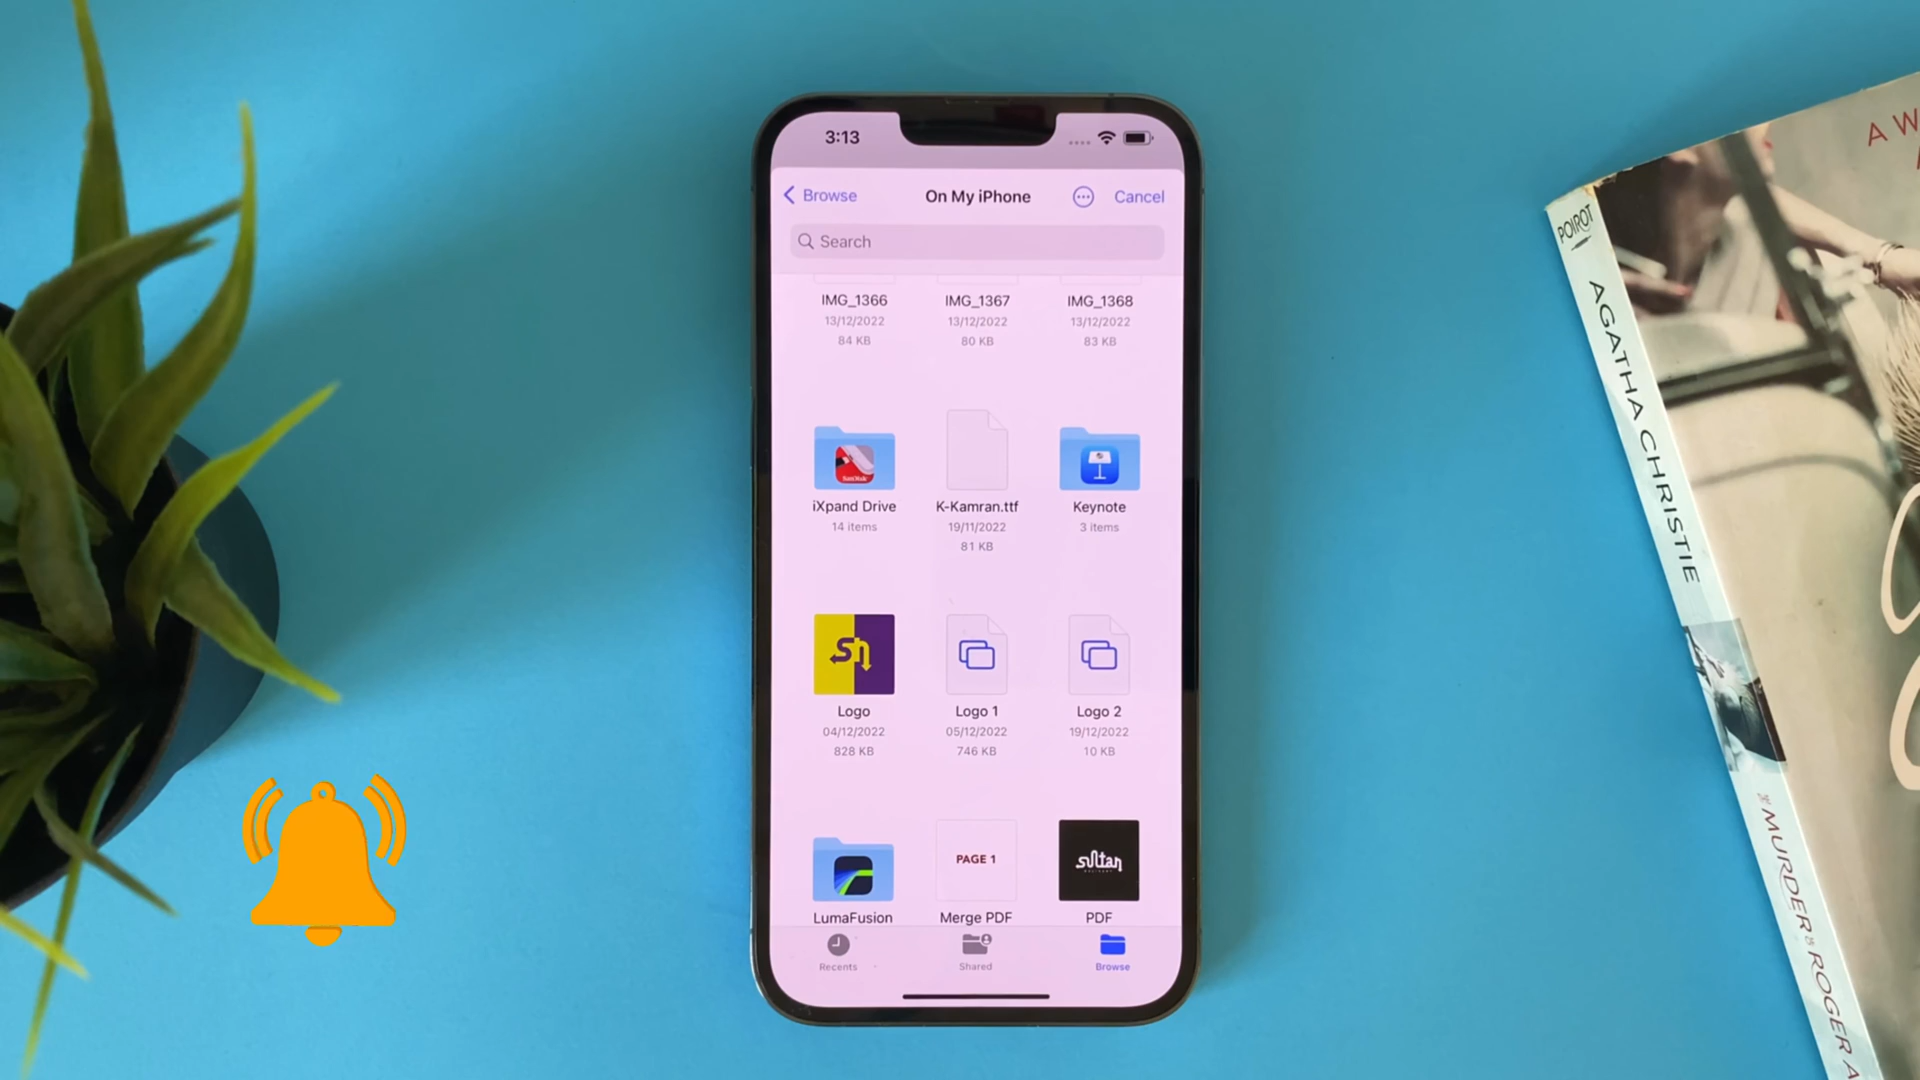 3:13
Browse
On My iPhone
Cancel
Search
IMG_1366
IMG_1367
IMG_1368
13/12/2022
13/12/2022
13/12/2022
84 KB
80 KB
83 KB
SanDisk
iXpand Drive
K-Kamran.ttf
Keynote
14 items
19/11/2022
3 items
81 KB
Logo
Logo 1
Logo 2
04/12/2022
05/12/2022
19/12/2022
828 KB
746 KB
10 KB
PAGE 1
sultan
LumaFusion
Merge PDF
PDF
Recents
Shared
Browse
A W
POIROT
AGATHA CHRISTIE
THE MURDER OF ROGER A